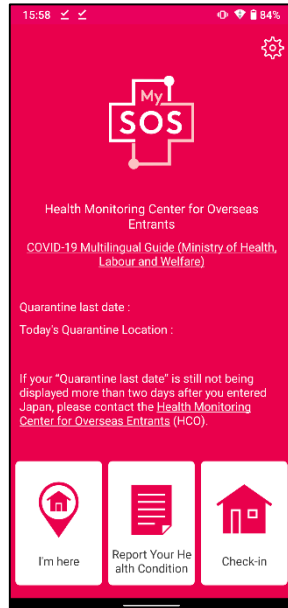 15:58
84%
My
SOS
Health Monitoring Center for Overseas
Entrants
COVID-19 Multilingual Guide (Ministry of Health,
Labour and Welfare)
Quarantine last date :
Today's Quarantine Location :
If your "Quarantine last date" is still not being
displayed more than two days after you entered
Japan, please contact the Health Monitoring
Center for Overseas Entrants (HCO).
I'm here
Report Your He
alth Condition
Check-in